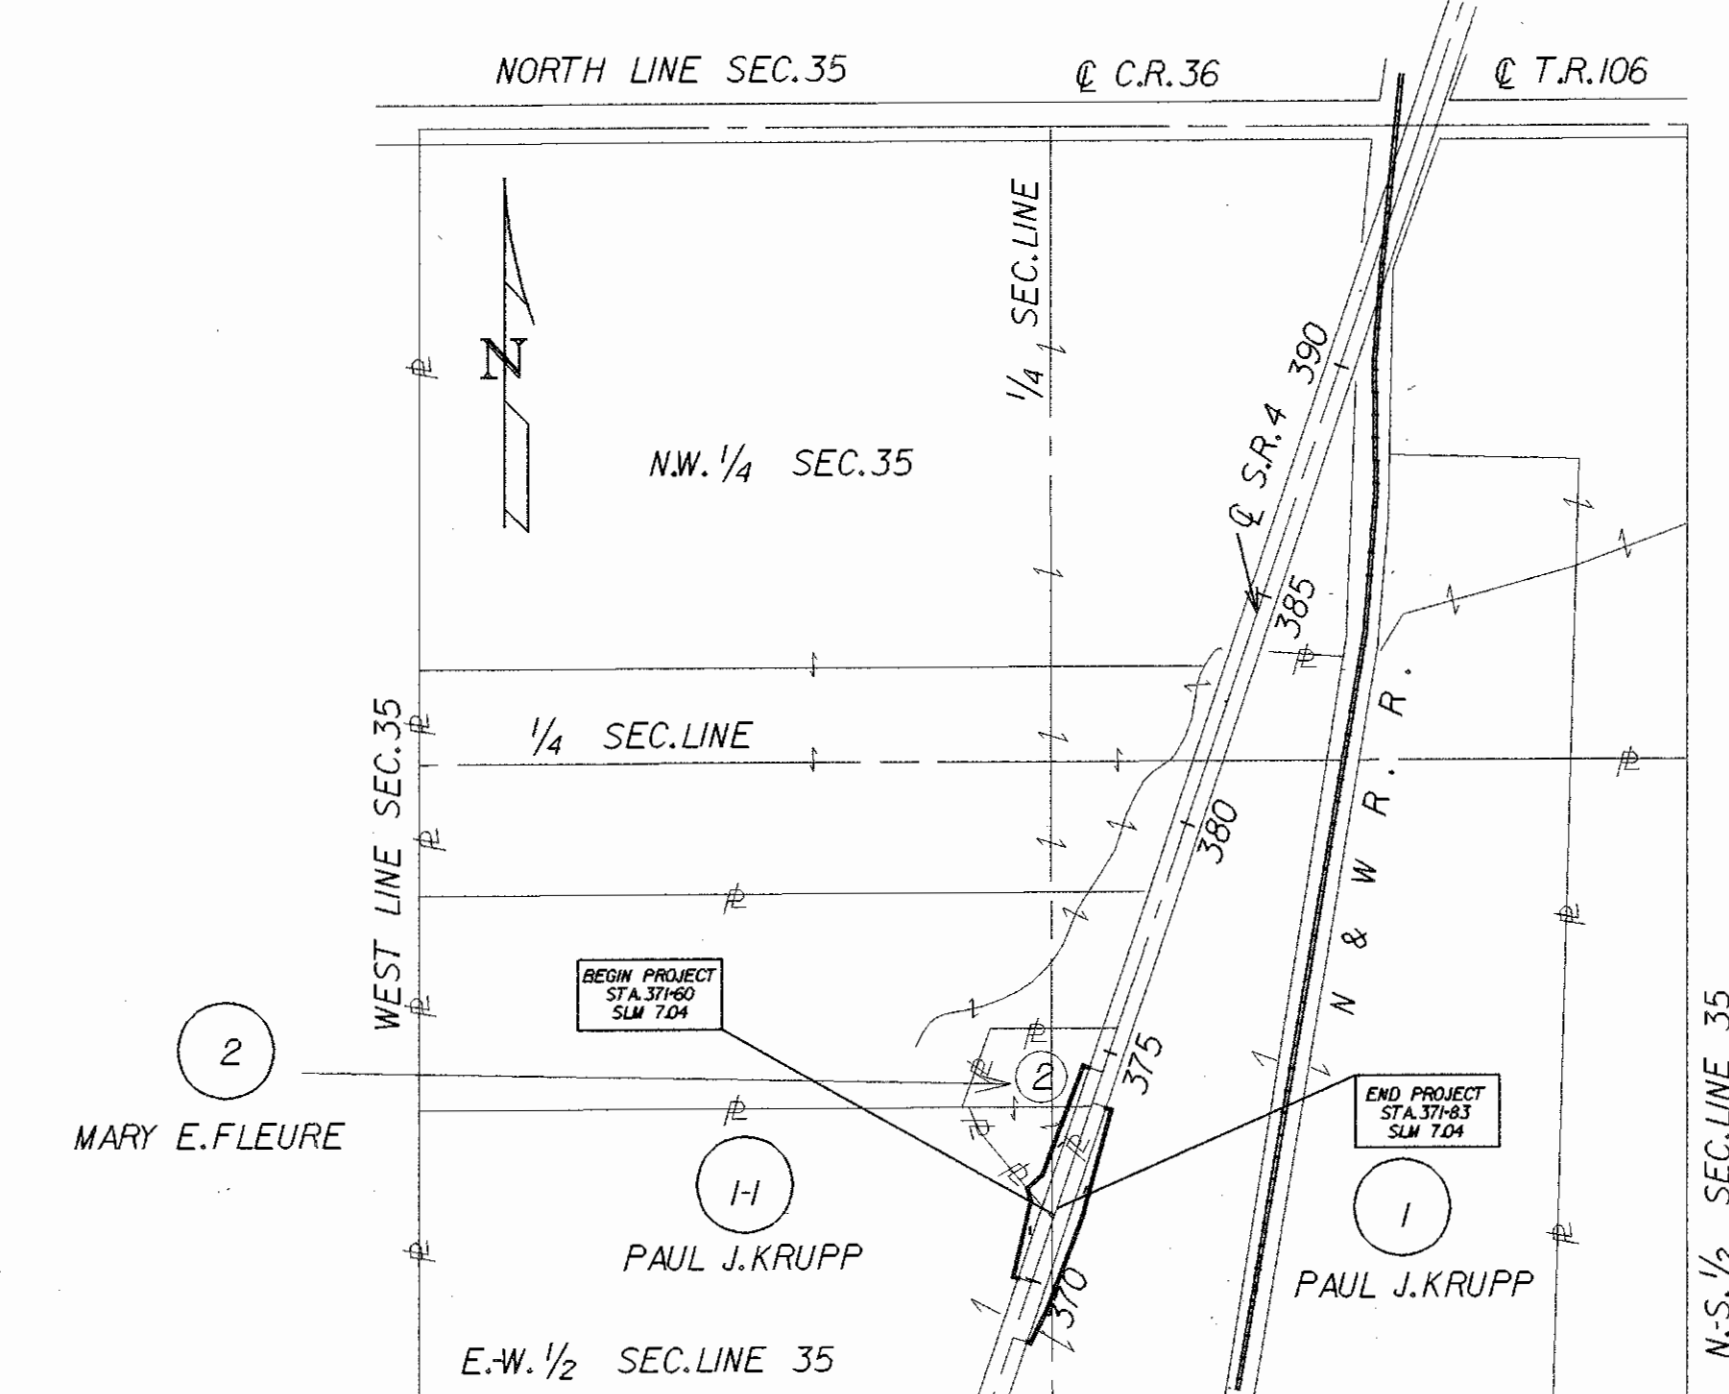 NORTH LINE SEC.35
℄ C.R.36
℄ T.R.106
1/4 SEC.LINE
N
N.W. 1/4 SEC.35
390
℄ S.R.4
385
WEST LINE SEC.35
1/4 SEC.LINE
380
N & W R. R.
BEGIN PROJECT
STA.371+60
SLM 7.04
2
MARY E.FLEURE
2
375
END PROJECT
STA.371+83
SLM 7.04
1-1
PAUL J.KRUPP
1
PAUL J.KRUPP
370
E.-W. 1/2 SEC.LINE 35
N.-S. 1/2 SEC.LINE 35